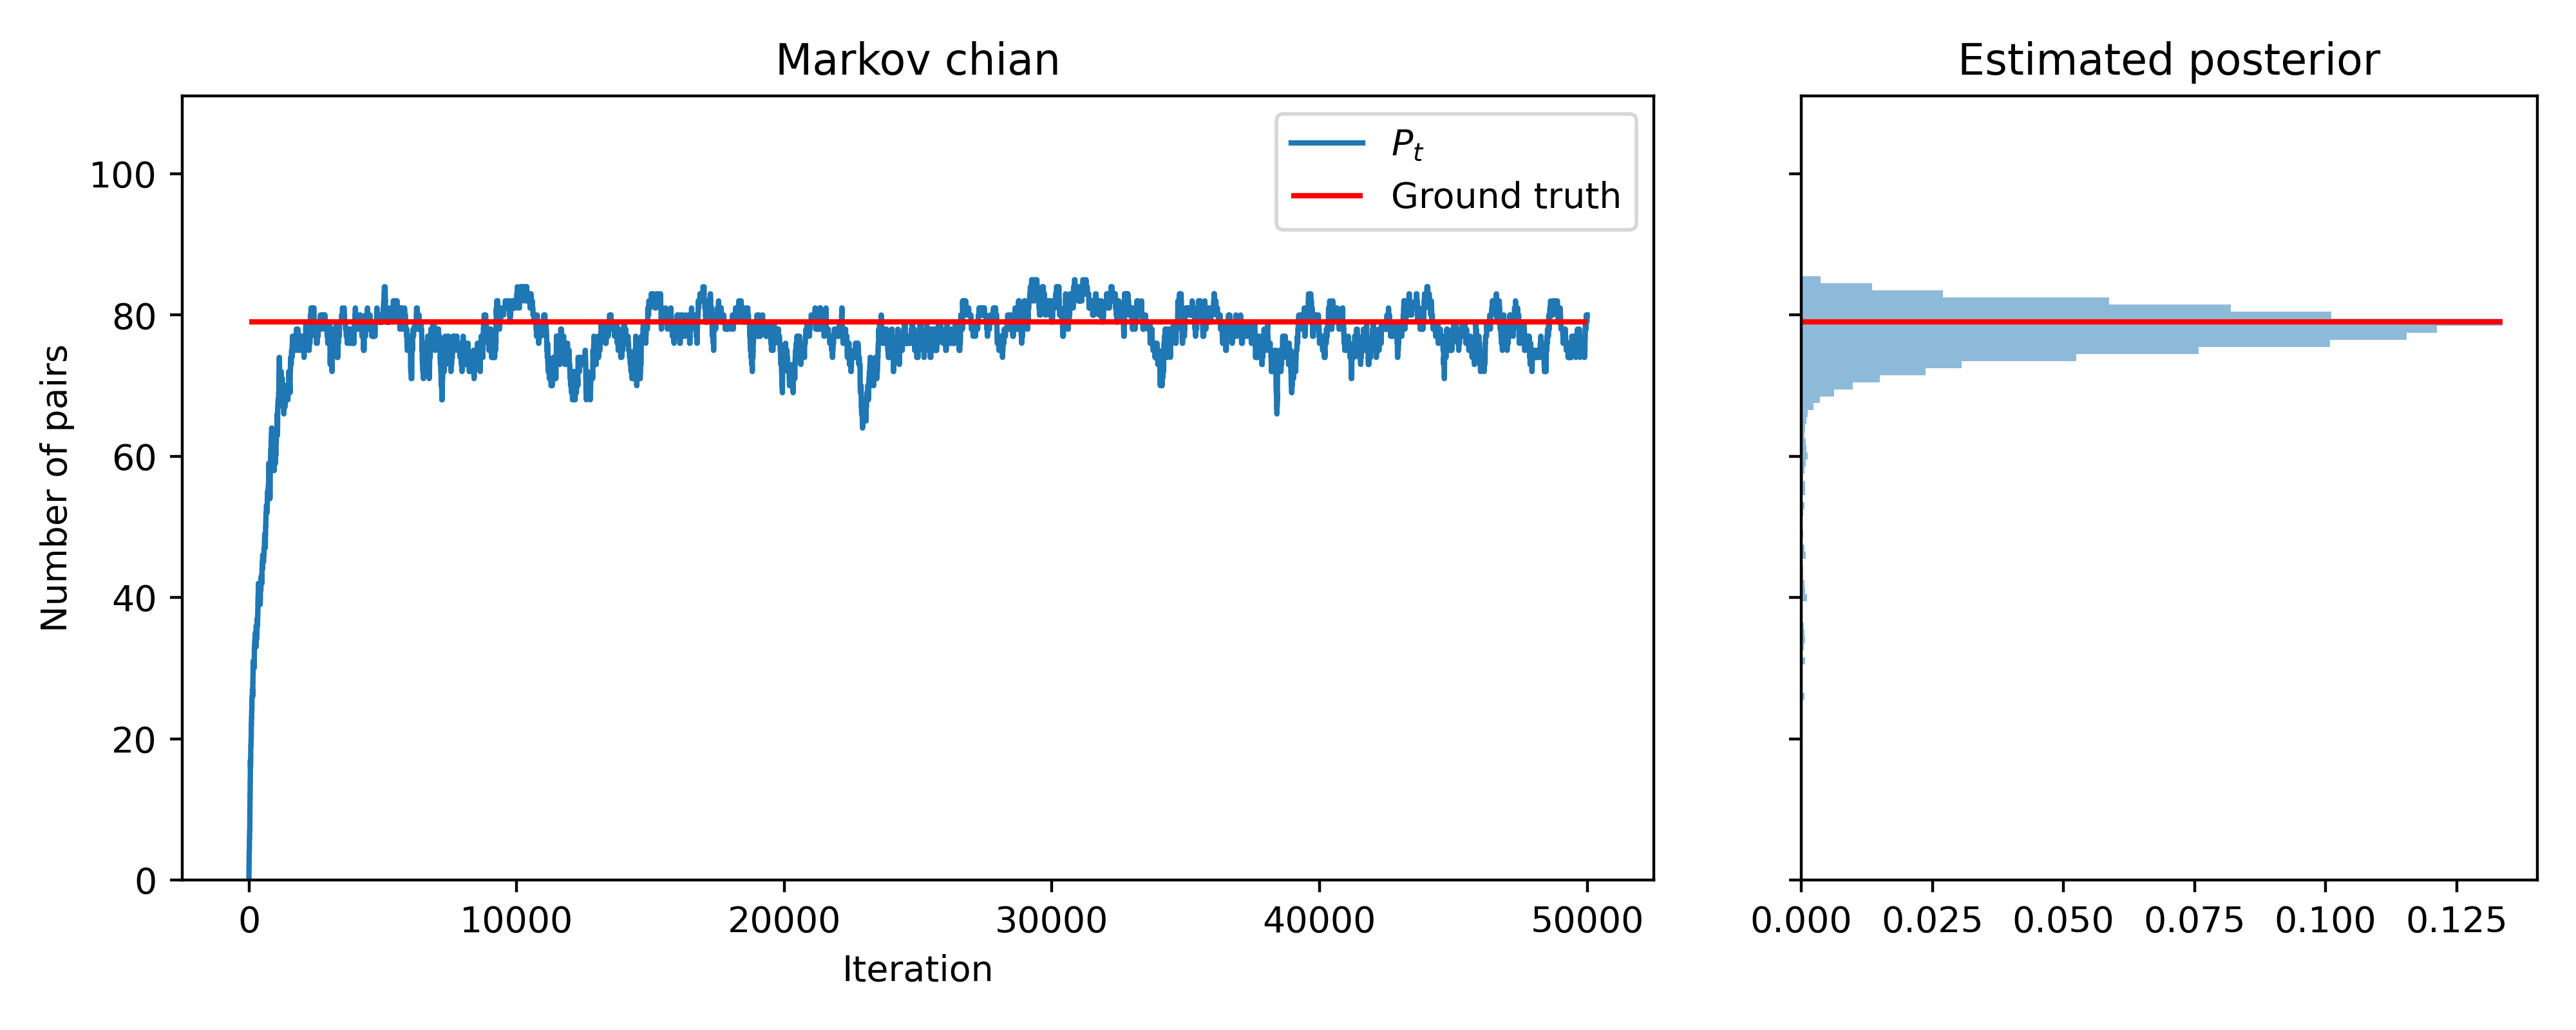 Markov chian
Estimated posterior
P_t
Ground truth
Number of pairs
100
80
60
40
20
0
0 10000 20000 30000 40000 50000
Iteration
0.000 0.025 0.050 0.075 0.100 0.125